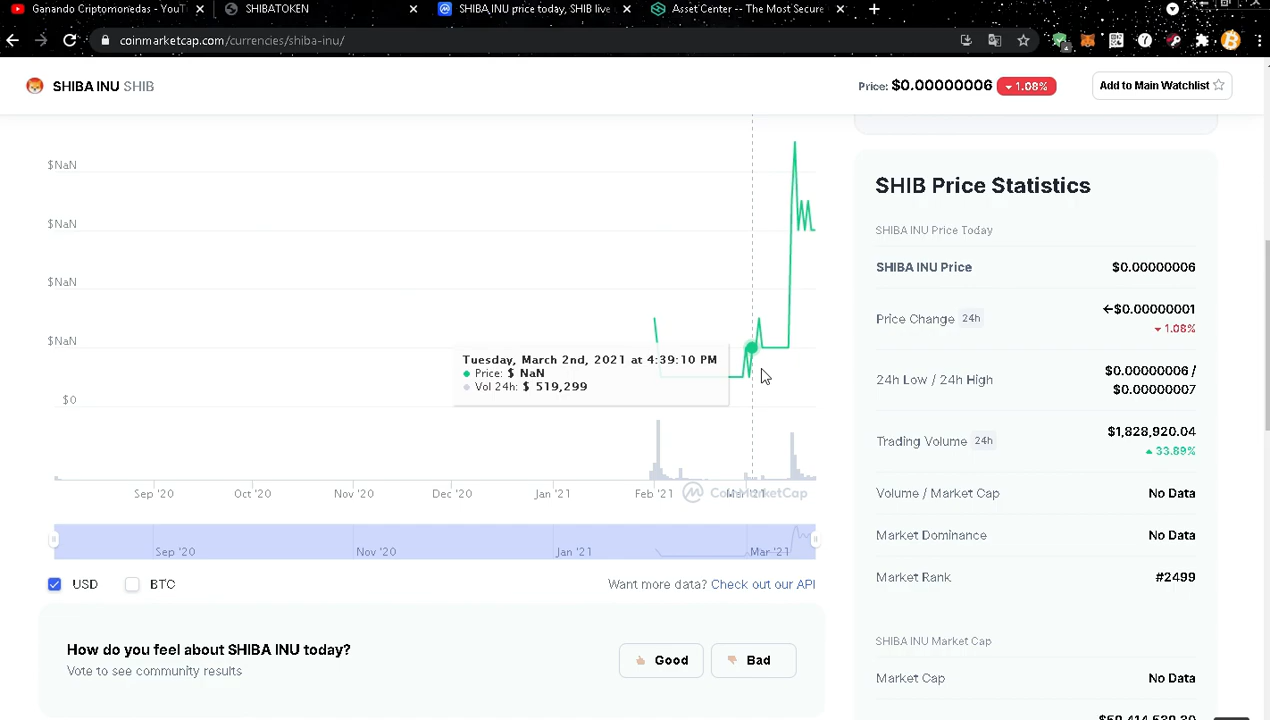 Ganando Criptomonedas - YouT
SHIBATOKEN
SHIBA INU price today, SHIB live
Asset Center -- The Most Secure
coinmarketcap.com/currencies/shiba-inu/
SHIBA INU SHIB
Price: $0.00000006 1.08%
Add to Main Watchlist
$NaN
$NaN
$NaN
$NaN
$0
Tuesday, March 2nd, 2021 at 4:39:10 PM
Price: $ NaN
Vol 24h: $ 519,299
Sep '20 Oct '20 Nov '20 Dec '20 Jan '21 Feb '21 Mar '21
CoinMarketCap
Sep '20 Nov '20 Jan '21 Mar '21
USD BTC
Want more data? Check out our API
How do you feel about SHIBA INU today?
Vote to see community results
Good Bad
SHIB Price Statistics
SHIBA INU Price Today
SHIBA INU Price $0.00000006
Price Change 24h $0.00000001
1.08%
24h Low / 24h High $0.00000006 /
$0.00000007
Trading Volume 24h $1,828,920.04
33.89%
Volume / Market Cap No Data
Market Dominance No Data
Market Rank #2499
SHIBA INU Market Cap
Market Cap No Data